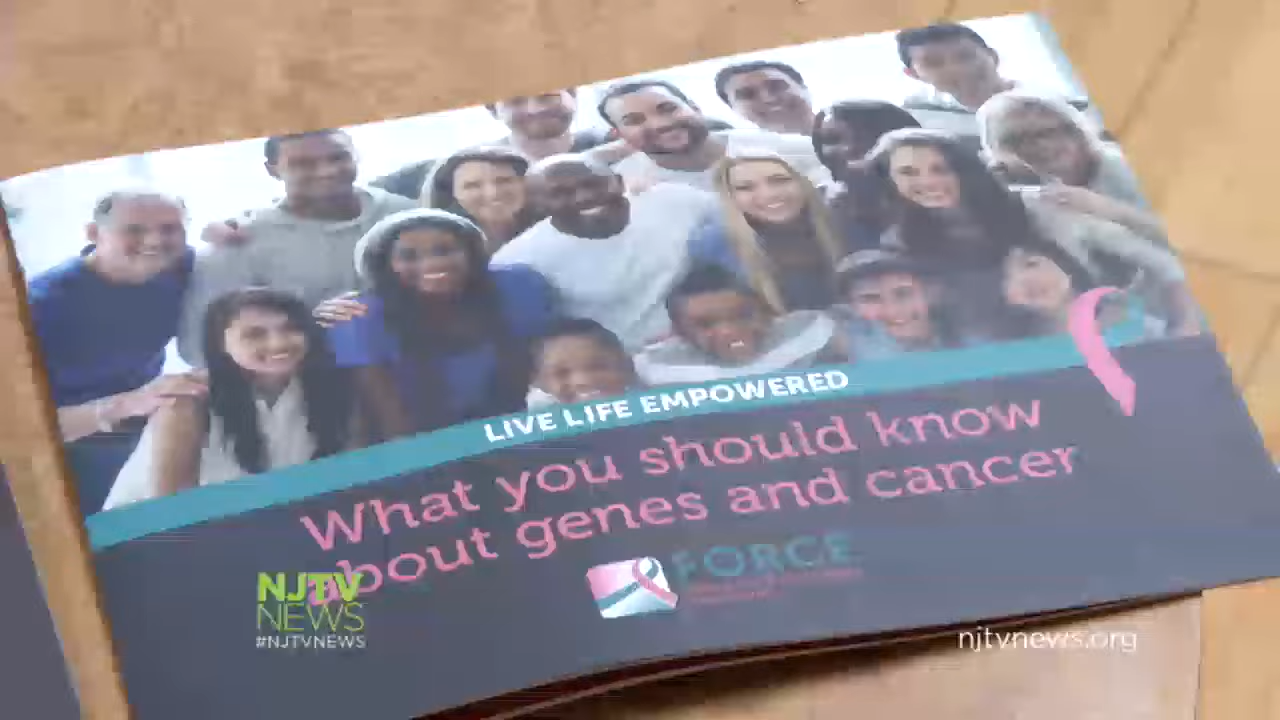 LIVE LIFE EMPOWERED
What you should know
about genes and cancer
FORCE
NJTV
NEWS
#NJTVNEWS
njtvnews.org